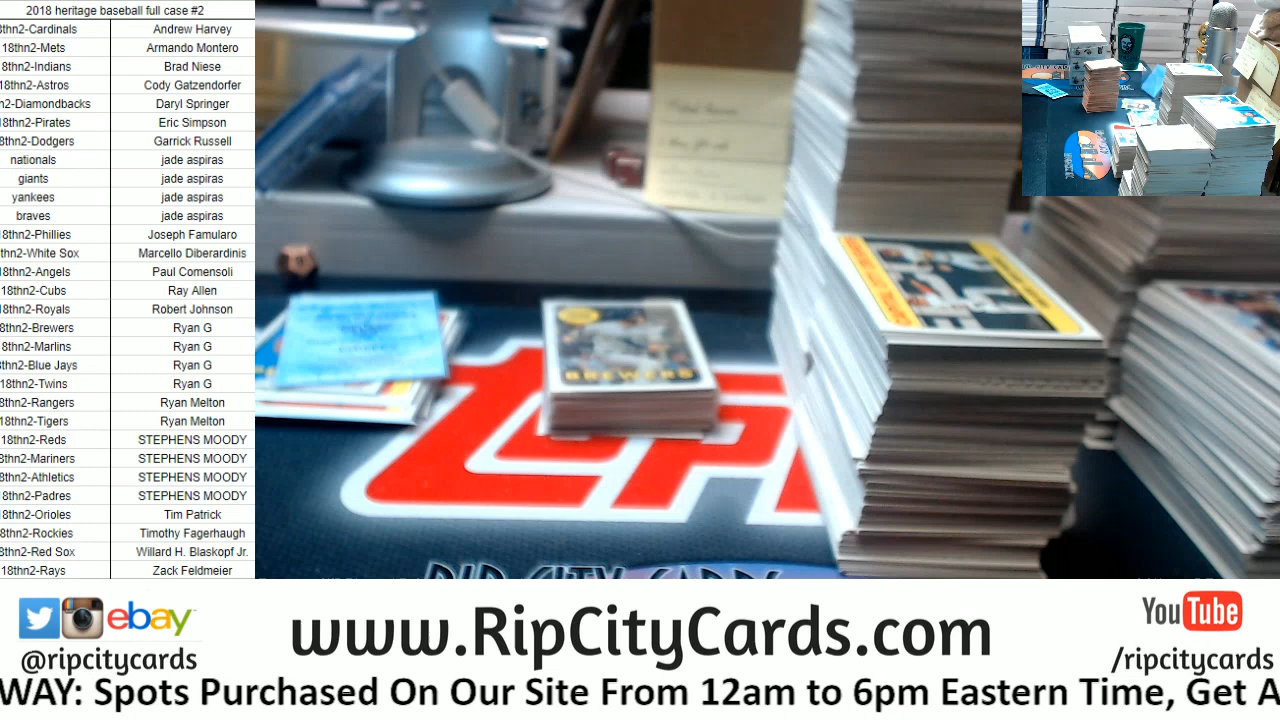 2018 heritage baseball full case #2
8thn2-Cardinals Andrew Harvey
18thn2-Mets Armando Montero
8thn2-Indians Brad Niese
18thn2-Astros Cody Gatzendorfer
n2-Diamondbacks Daryl Springer
18thn2-Pirates Eric Simpson
8thn2-Dodgers Garrick Russell
nationals jade aspiras
giants jade aspiras
yankees jade aspiras
braves jade aspiras
18thn2-Phillies Joseph Famularo
thn2-White Sox Marcello Diberardinis
18thn2-Angels Paul Comensoli
18thn2-Cubs Ray Allen
18thn2-Royals Robert Johnson
8thn2-Brewers Ryan G
8thn2-Marlins Ryan G
8thn2-Blue Jays Ryan G
18thn2-Twins Ryan G
8thn2-Rangers Ryan Melton
18thn2-Tigers Ryan Melton
18thn2-Reds STEPHENS MOODY
8thn2-Mariners STEPHENS MOODY
8thn2-Athletics STEPHENS MOODY
18thn2-Padres STEPHENS MOODY
18thn2-Orioles Tim Patrick
8thn2-Rockies Timothy Fagerhaugh
8thn2-Red Sox Willard H. Blaskopf Jr.
18thn2-Rays Zack Feldmeier
BREWERS
RIP CITY CARDS
ebay
@ripcitycards
www.RipCityCards.com
YouTube
/ripcitycards
WAY: Spots Purchased On Our Site From 12am to 6pm Eastern Time, Get A